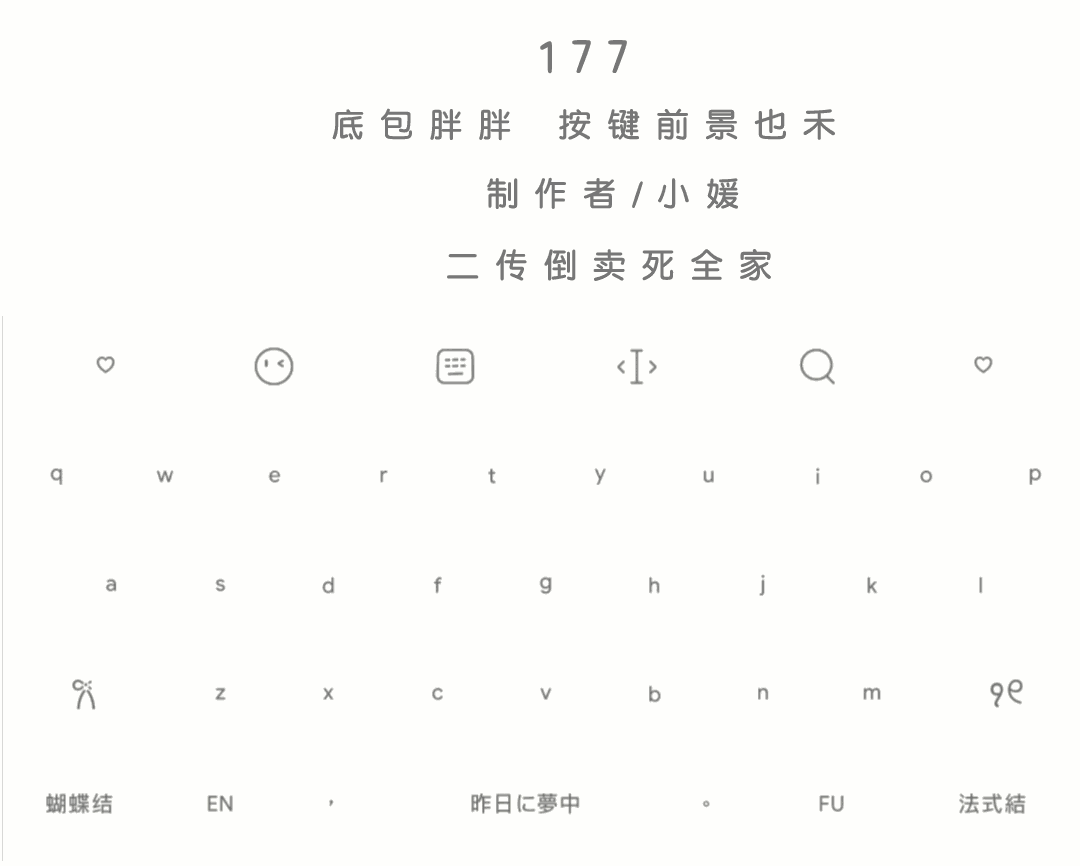 177
底包胖胖 按键前景也禾
制作者/小媛
二传倒卖死全家
q w e r t y u i o p
a s d f g h j k l
z x c v b n m
蝴蝶结 EN , 昨日に夢中 。 FU 法式結